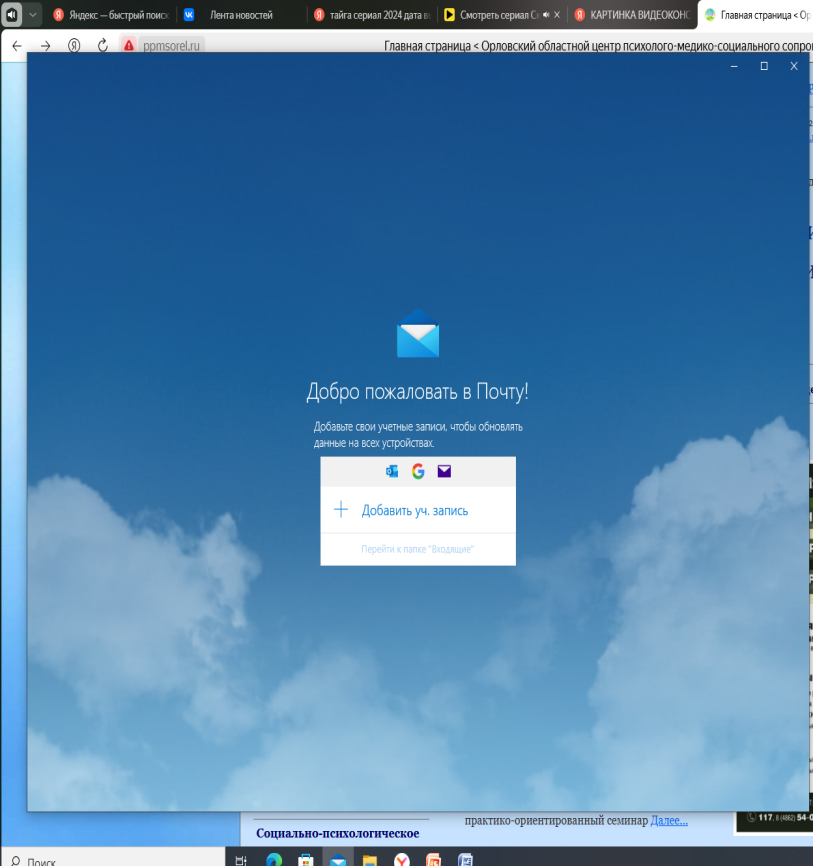 Яндекс — быстрый поиск
Лента новостей
тайга сериал 2024 дата
Смотреть сериал
КАРТИНКА ВИДЕОКОНС
Главная страница < Ор
ppmsorel.ru
Главная страница < Орловский областной центр психолого-медико-социального сопро
Добро пожаловать в Почту!
Добавьте свои учетные записи, чтобы обновлять
данные на всех устройствах.
Добавить уч. запись
Перейти к папке "Входящие"
практико-ориентированный семинар Далее...
117, 8 (4862) 54-0
Социально-психологическое
Поиск